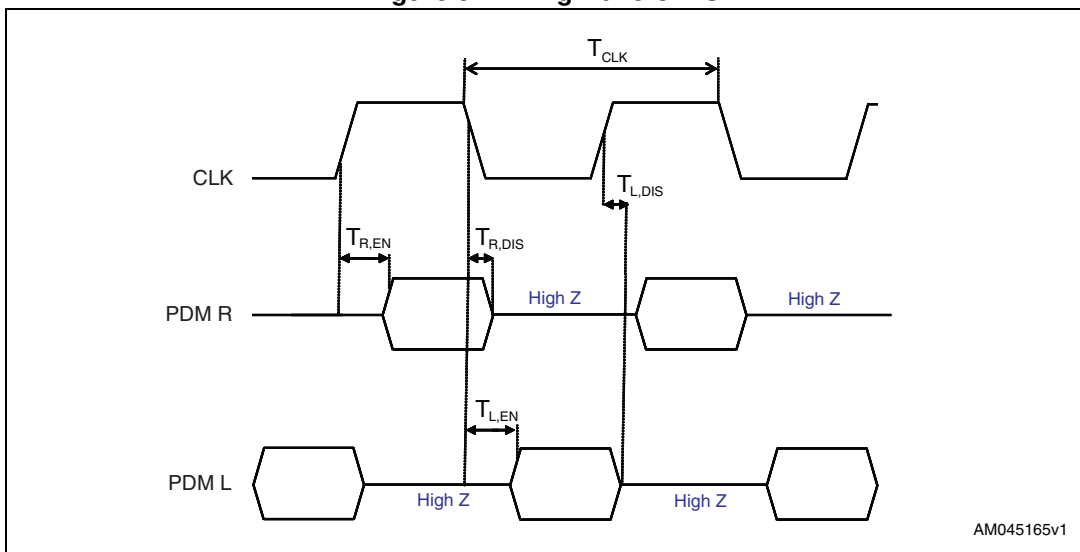 T_CLK
CLK
T_L,DIS
T_R,EN T_R,DIS
PDM R High Z High Z
T_L,EN
PDM L High Z High Z
AM045165v1